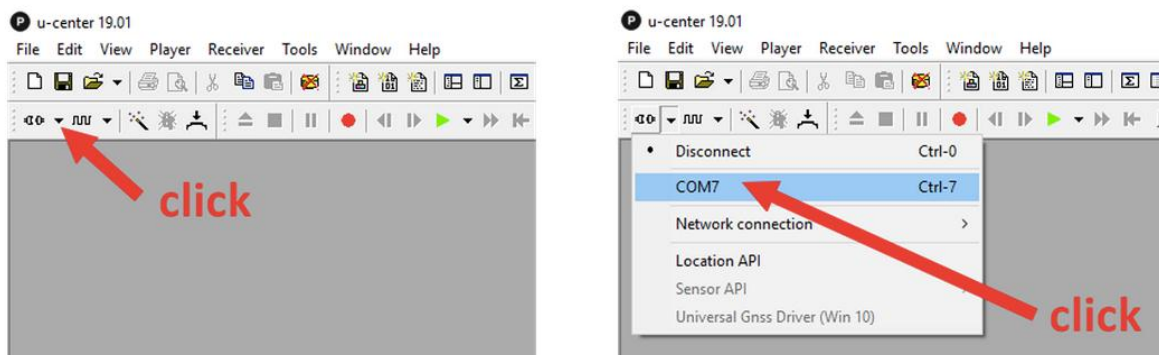 u-center 19.01
File Edit View Player Receiver Tools Window Help
click
u-center 19.01
File Edit View Player Receiver Tools Window Help
Disconnect Ctrl-0
COM7 Ctrl-7
Network connection
Location API
Sensor API
Universal Gnss Driver (Win 10)
click